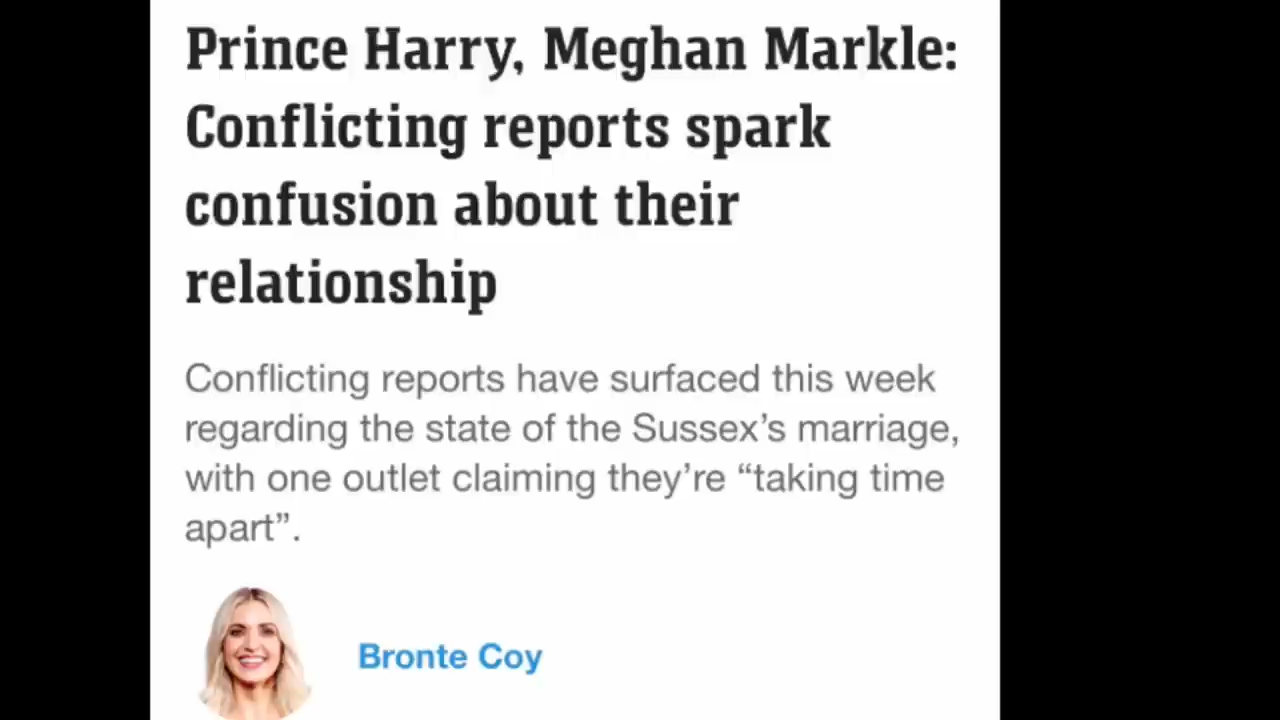 Prince Harry, Meghan Markle:
Conflicting reports spark
confusion about their
relationship
Conflicting reports have surfaced this week
regarding the state of the Sussex’s marriage,
with one outlet claiming they’re “taking time
apart”.
Bronte Coy